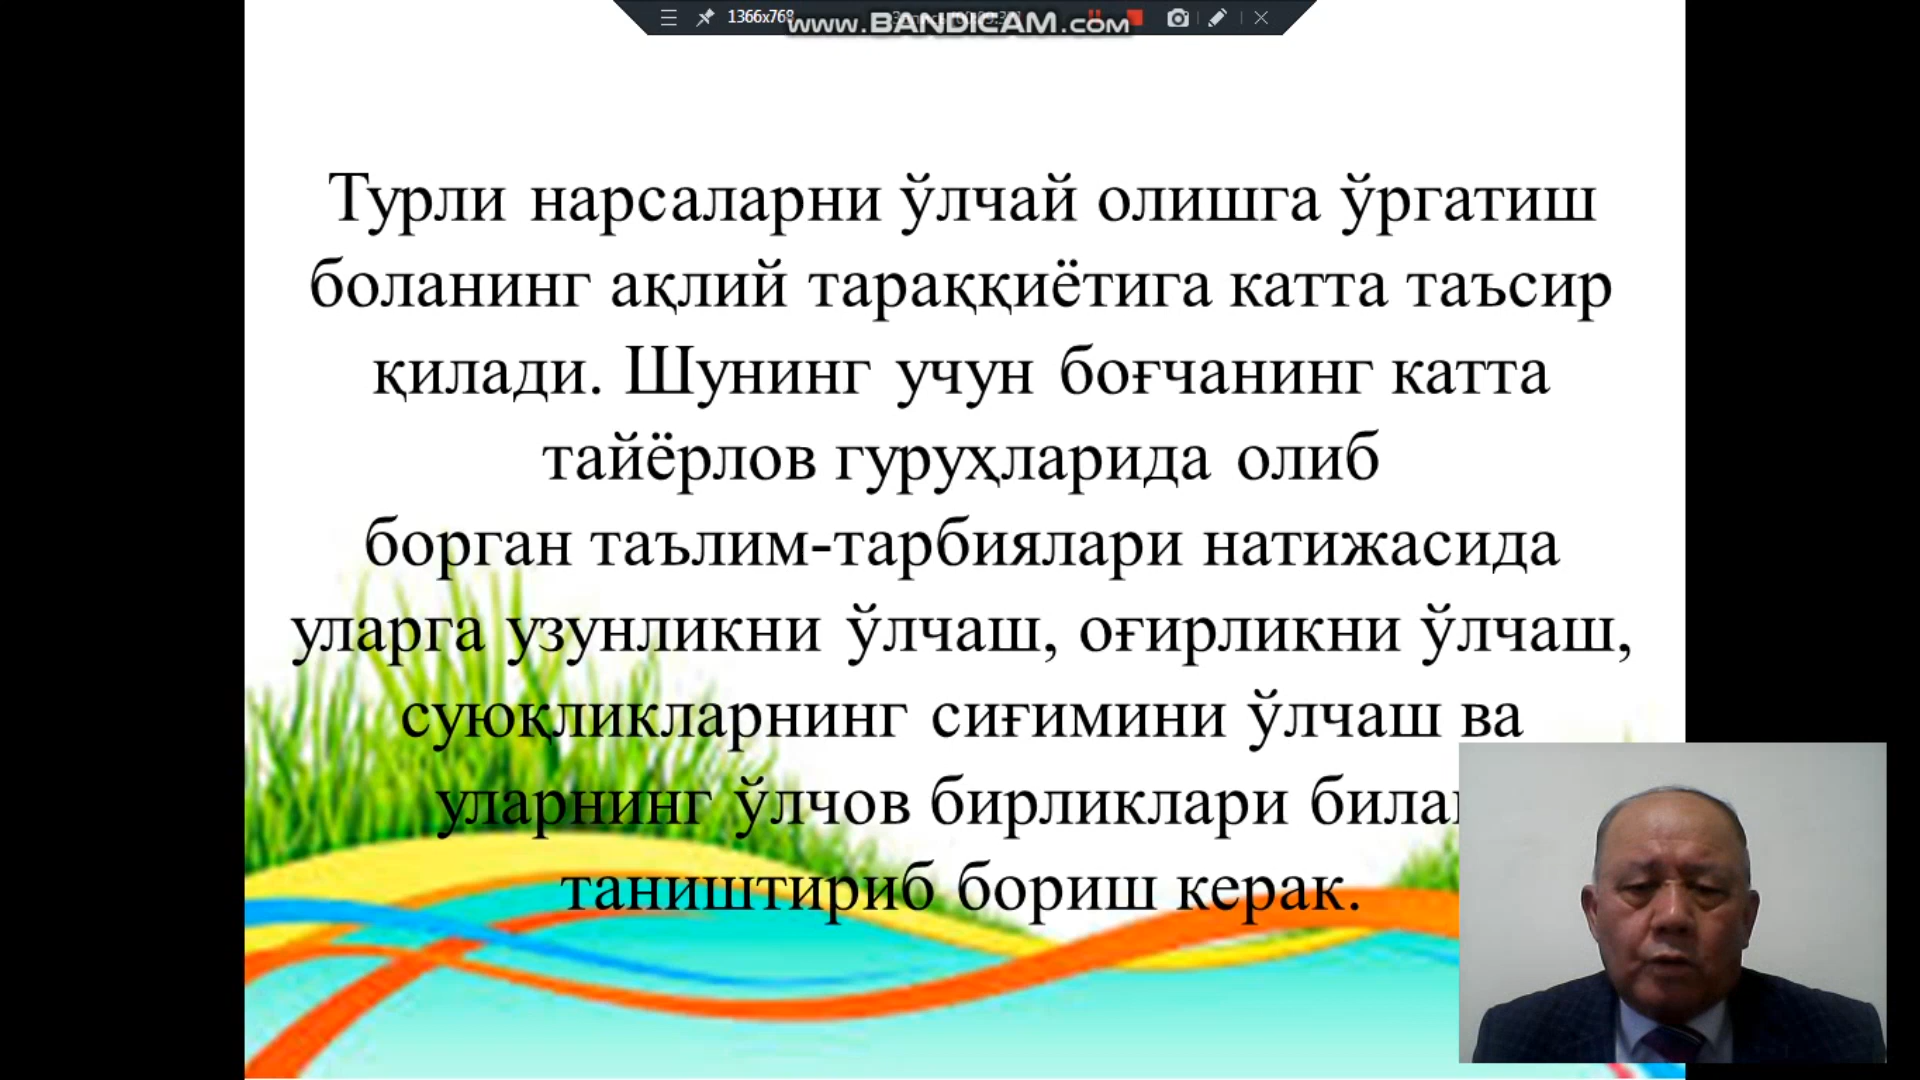 1366x768
www.BANDICAM.com
Турли нарсаларни ўлчай олишга ўргатиш
боланинг ақлий тараққиётига катта таъсир
қилади. Шунинг учун боғчанинг катта
тайёрлов гуруҳларида олиб
борган таълим-тарбиялари натижасида
уларга узунликни ўлчаш, оғирликни ўлчаш,
суюқликларнинг сиғимини ўлчаш ва
уларнинг ўлчов бирликлари
таништириб бориш керак.